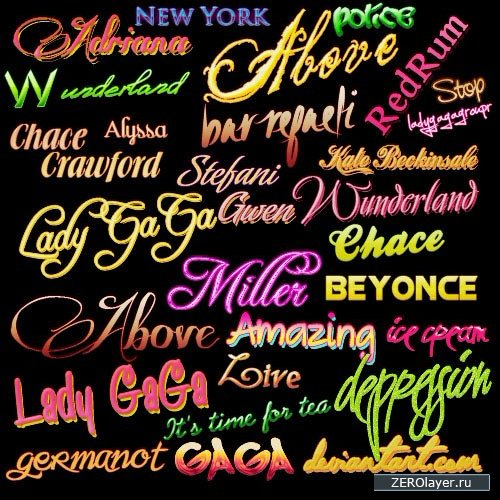 Adriana
NEW YORK
Above
POLICE
RedRum
Wunderland
Stop
ladygagagroupr
Chace
Crawford
Alyssa
bar refaeli
Stefani
Gwen
Kate Beckinsale
Wunderland
Lady GaGa
Chace
Miller
BEYONCE
Above
Amazing
ice cream
Live
Lady GaGa
It's time for tea
depression
germanot
GAGA
deviantart.com
ZEROlayer.ru